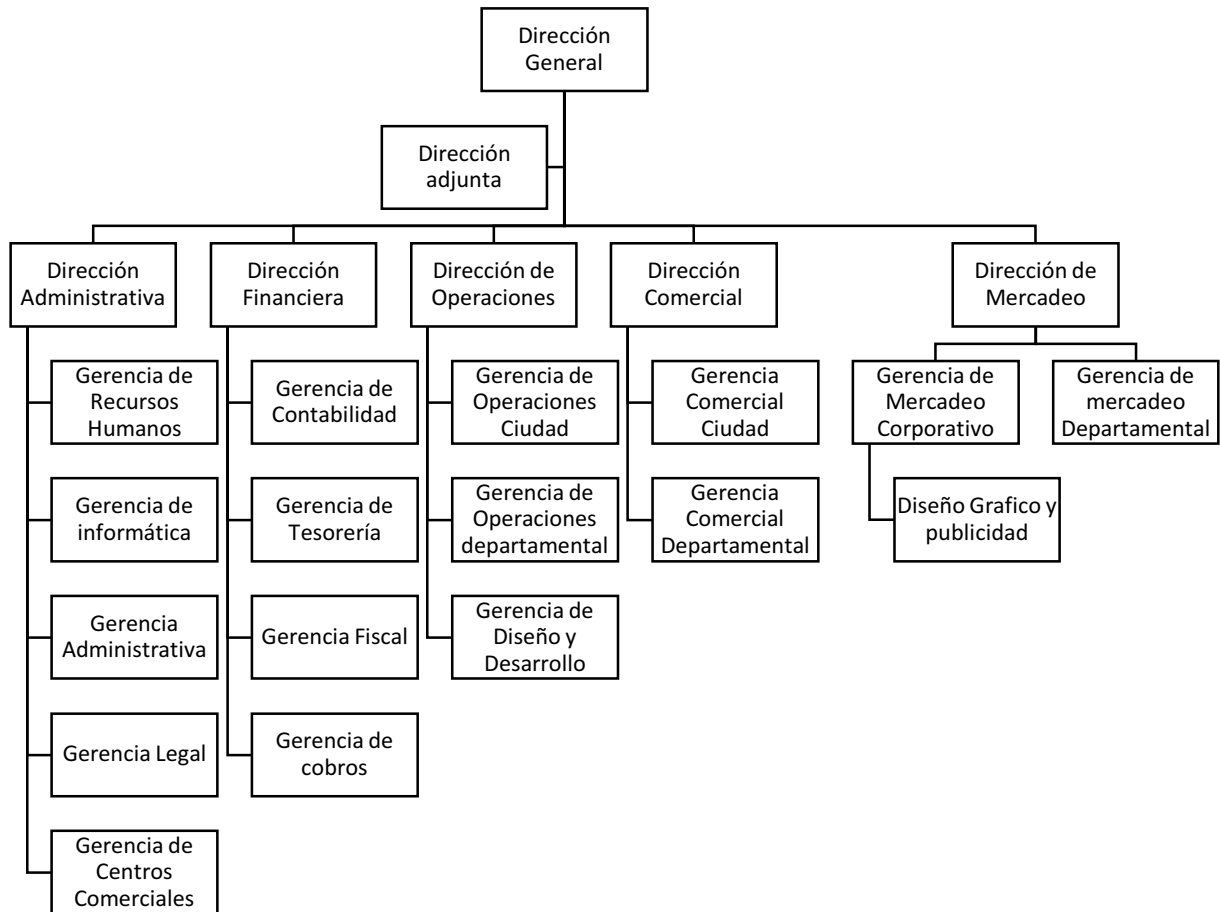 Dirección
General
Dirección
adjunta
Dirección
Administrativa
Gerencia de
Recursos
Humanos
Gerencia de
informática
Gerencia
Administrativa
Gerencia Legal
Gerencia de
Centros
Comerciales
Dirección
Financiera
Gerencia de
Contabilidad
Gerencia de
Tesorería
Gerencia Fiscal
Gerencia de
cobros
Dirección de
Operaciones
Gerencia de
Operaciones
Ciudad
Gerencia de
Operaciones
departamental
Gerencia de
Diseño y
Desarrollo
Dirección
Comercial
Gerencia
Comercial
Ciudad
Gerencia
Comercial
Departamental
Dirección de
Mercadeo
Gerencia de
Mercadeo
Corporativo
Diseño Grafico y
publicidad
Gerencia de
mercadeo
Departamental